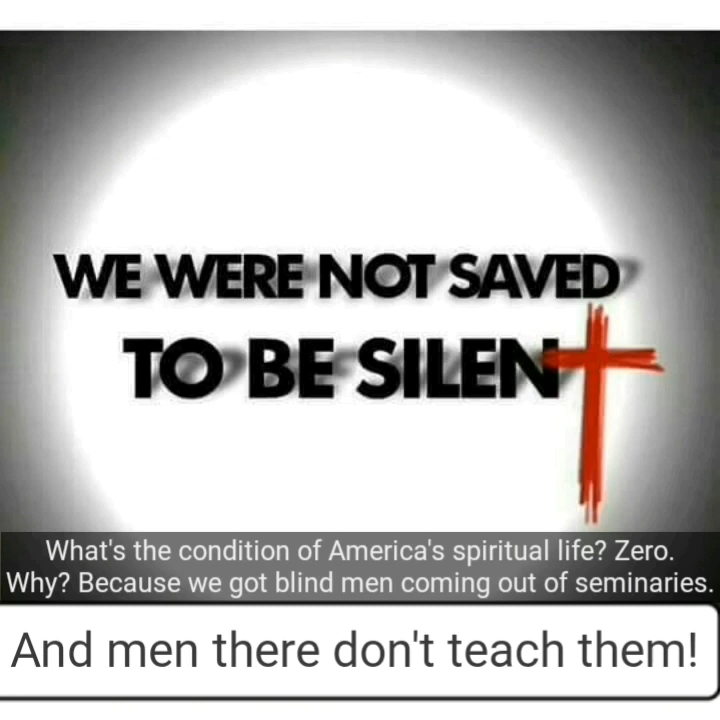 WE WERE NOT SAVED
TO BE SILENT
What's the condition of America's spiritual life? Zero.
Why? Because we got blind men coming out of seminaries.
And men there don't teach them!